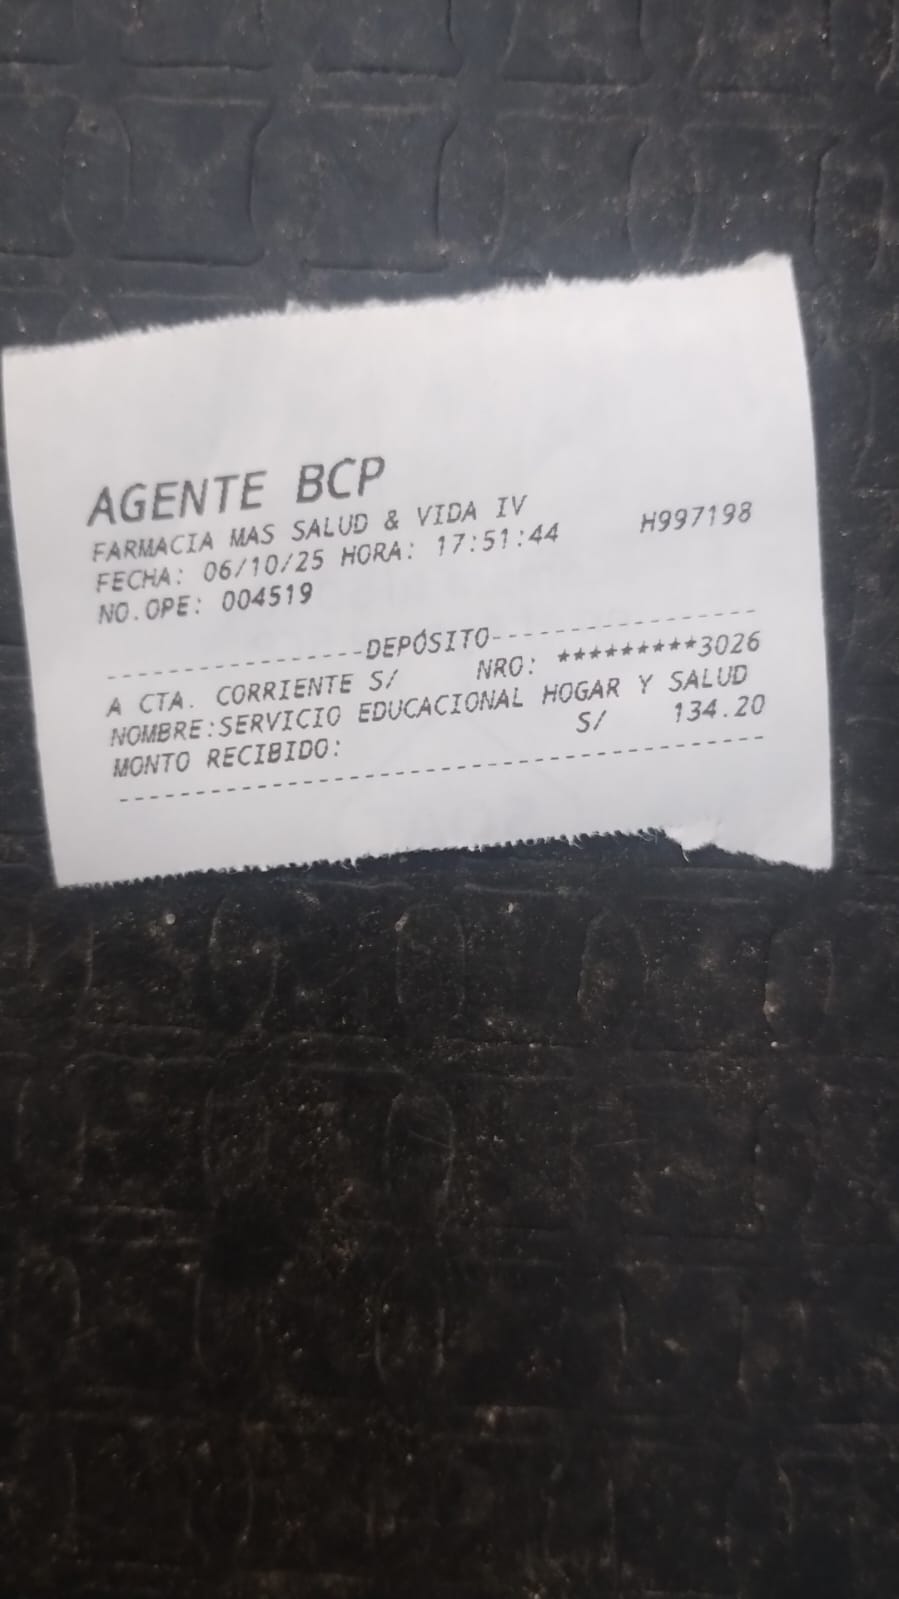 AGENTE BCP
FARMACIA MAS SALUD & VIDA IV
FECHA: 06/10/25 HORA: 17:51:44 H997198
NO.OPE: 004519
-----------------DEPÓSITO-----------------
A CTA. CORRIENTE S/ NRO: *********3026
NOMBRE:SERVICIO EDUCACIONAL HOGAR Y SALUD
MONTO RECIBIDO: S/ 134.20
------------------------------------------